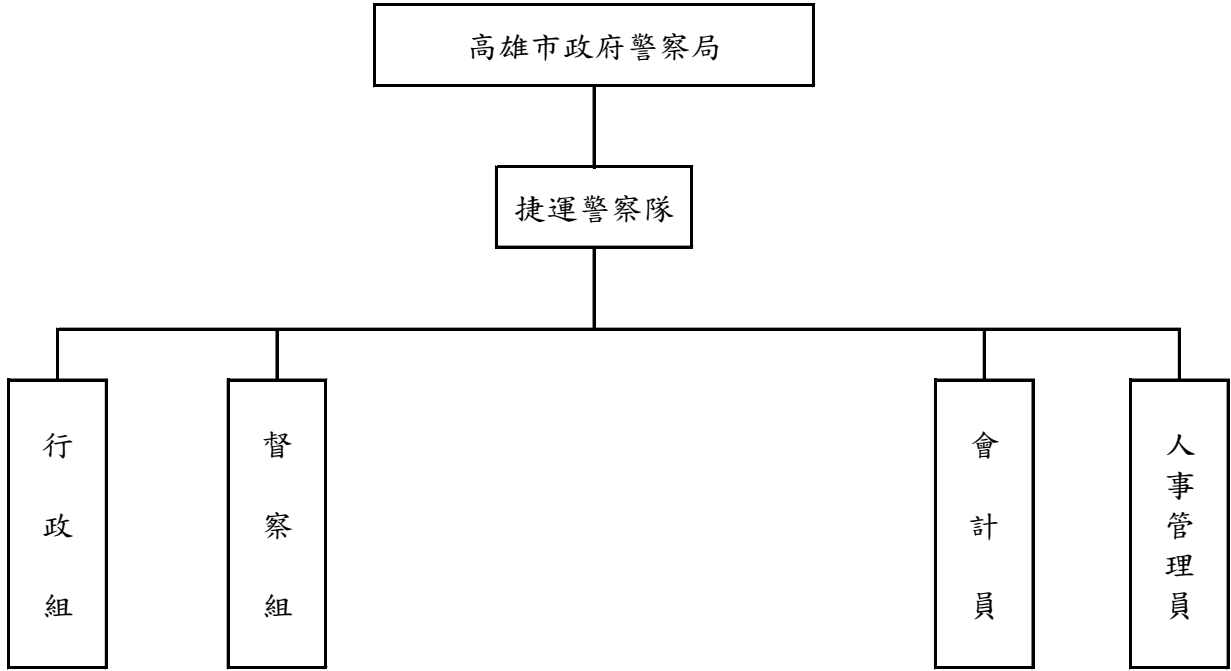 高雄市政府警察局
捷運警察隊
行政組
督察組
會計員
人事管理員